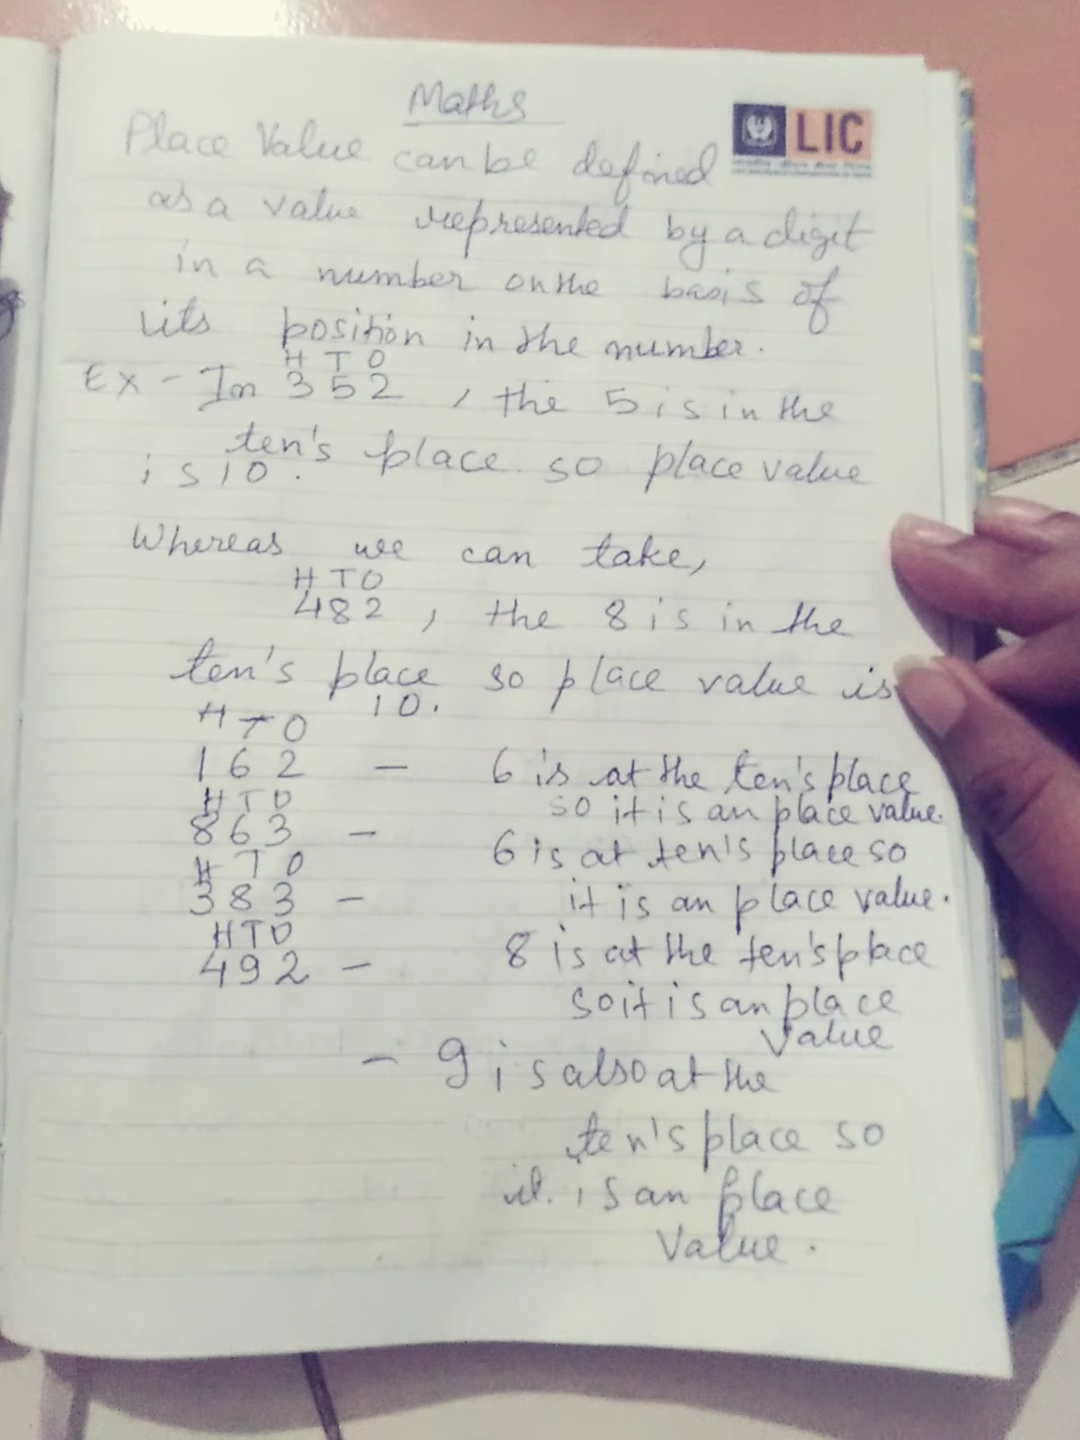 Maths
LIC
Place Value can be defined
as a value represented by a digit
in a number on the basis of
its position in the number.
H T O
Ex - In 352, the 5 is in the
ten's place so place value
is 10.
Whereas we can take,
H T O
482, the 8 is in the
ten's place so place value is
10.
H T O
162 - 6 is at the ten's place
so it is an place value.
H T O
863 - 6 is at ten's place so
it is an place value.
H T O
383 - 8 is at the ten's place
so it is an place
value
H T O
492 - 9 is also at the
ten's place so
it. is an place
Value.